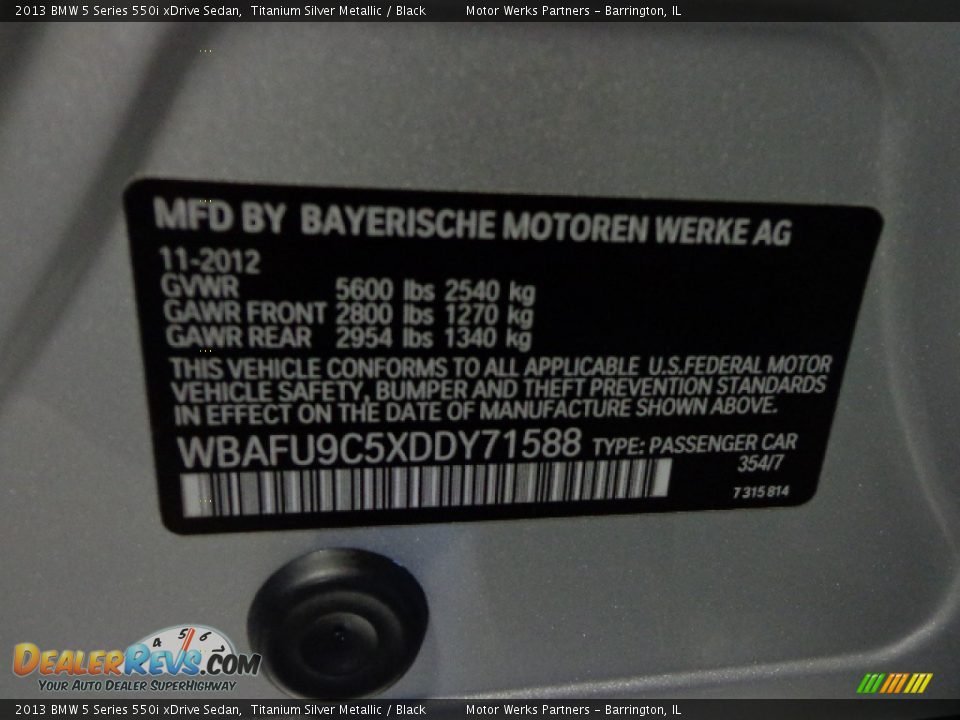 2013 BMW 5 Series 550i xDrive Sedan, Titanium Silver Metallic / Black Motor Werks Partners - Barrington, IL
MFD BY BAYERISCHE MOTOREN WERKE AG
11-2012
GVWR 5600 lbs 2540 kg
GAWR FRONT 2800 lbs 1270 kg
GAWR REAR 2954 lbs 1340 kg
THIS VEHICLE CONFORMS TO ALL APPLICABLE U.S.FEDERAL MOTOR
VEHICLE SAFETY, BUMPER AND THEFT PREVENTION STANDARDS
IN EFFECT ON THE DATE OF MANUFACTURE SHOWN ABOVE.
WBAFU9C5XDDY71588 TYPE: PASSENGER CAR
354/7
7 315 814
4 5 6 7
DEALERREVS.COM
YOUR AUTO DEALER SUPERHIGHWAY
2013 BMW 5 Series 550i xDrive Sedan, Titanium Silver Metallic / Black Motor Werks Partners - Barrington, IL